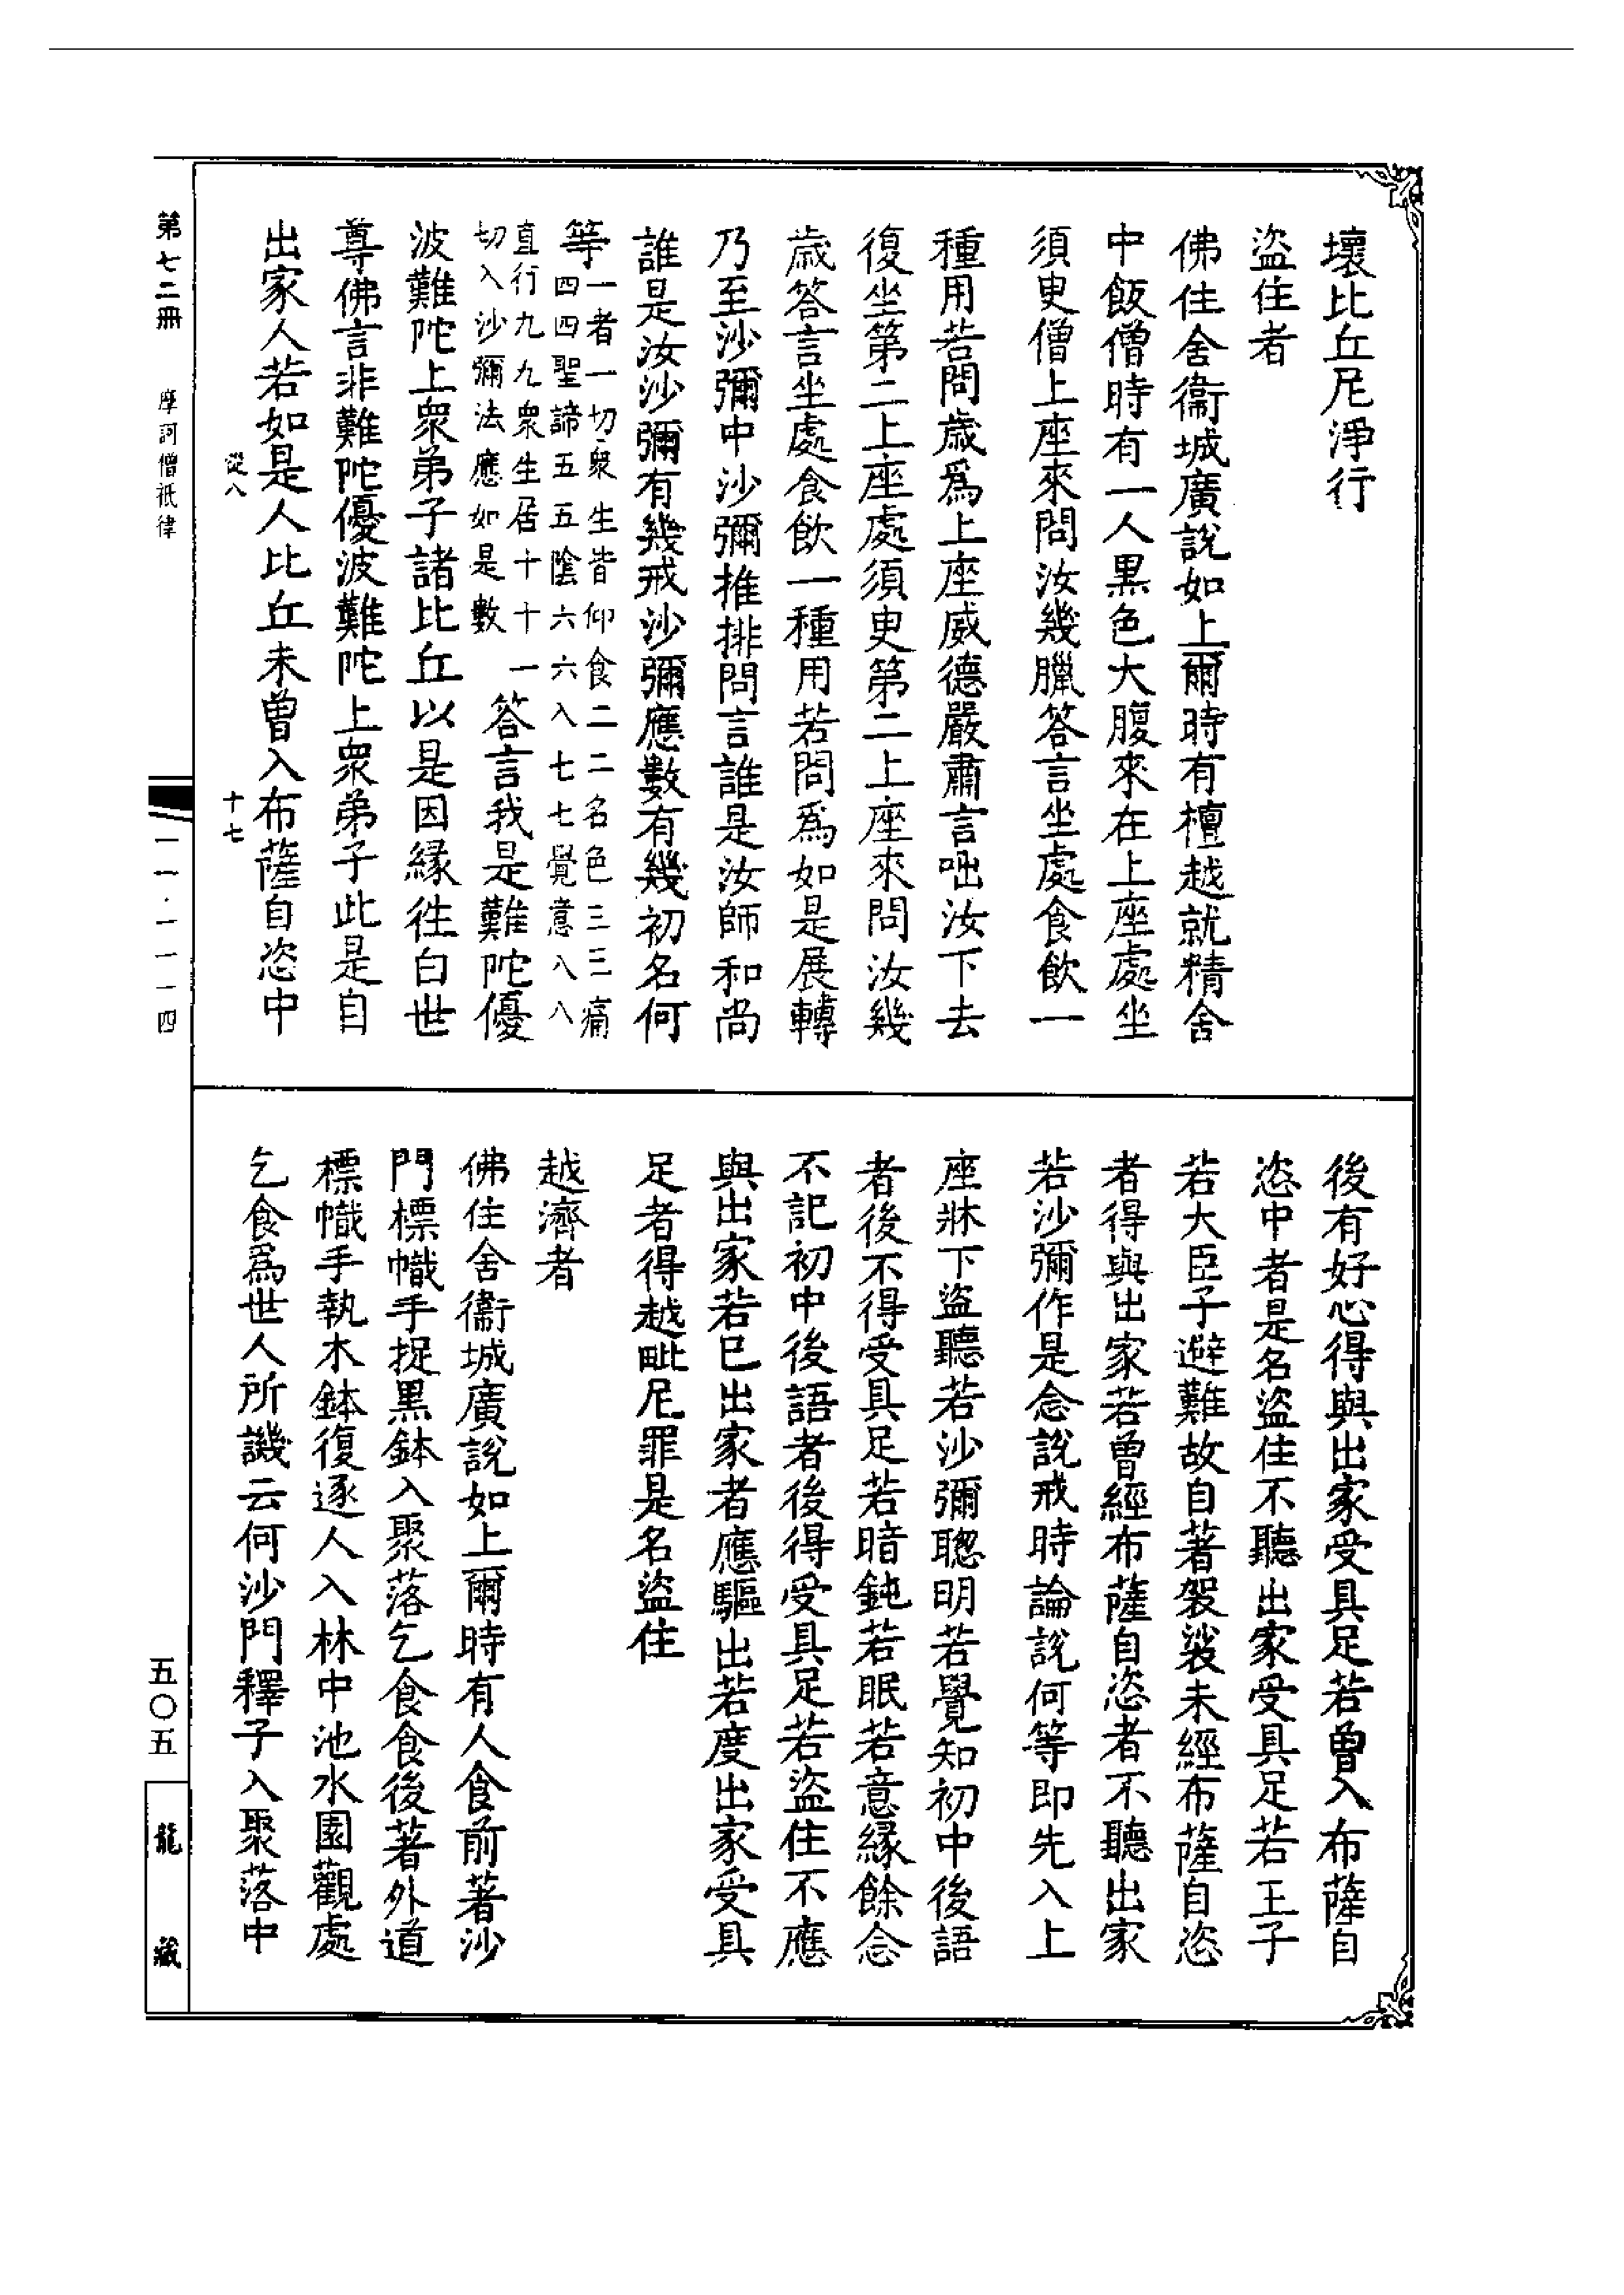 壞比丘尼淨行
盜住者
佛住舍衞城廣說如上爾時有檀越就精舍
中飯僧時有一人黒色大腹來在上座處坐
須臾僧上座來問汝幾臘答言坐處食飲一
種用若問歳爲上座威德嚴肅言咄汝下去
復坐第二上座處須臾第二上座來問汝幾
歳答言坐處食飲一種用若問爲如是展轉
乃至沙彌中沙彌推排問言誰是汝師和尚
誰是汝沙彌有幾戒沙彌應數有幾初名何
等一者一切衆生皆仰食二二名色三三痛
四四聖諦五五陰六六入七七覺意八八
直行九九衆生居十十一
切入沙彌法應如是數
答言我是難陀優
波難陀上衆弟子諸比丘以是因緣往白世
尊佛言非難陀優波難陀上衆弟子此是自
出家人若如是人比丘未曾入布薩自恣中
從八
十七
後有好心得與出家受具足若曾入布薩自
恣中者是名盜住不聽出家受具足若王子
若大臣子避難故自著袈裟未經布薩自恣
者得與出家若曾經布薩自恣者不聽出家
若沙彌作是念說戒時論說何等即先入上
座牀下盜聽若沙彌聰明若覺知初中後語
者後不得受具足若暗鈍若眠若意緣餘念
不記初中後語者後得受具足若盜住不應
與出家若已出家者應驅出若度出家受具
足者得越毗尼罪是名盜住
越濟者
佛住舍衞城廣說如上爾時有人食前著沙
門標幟手捉黒鉢入聚落乞食食後著外道
標幟手執木鉢復逐人入林中池水園觀處
乞食爲世人所譏云何沙門釋子入聚落中
第七二冊
摩訶僧祇律
一一·一一一四
五〇五
龍藏